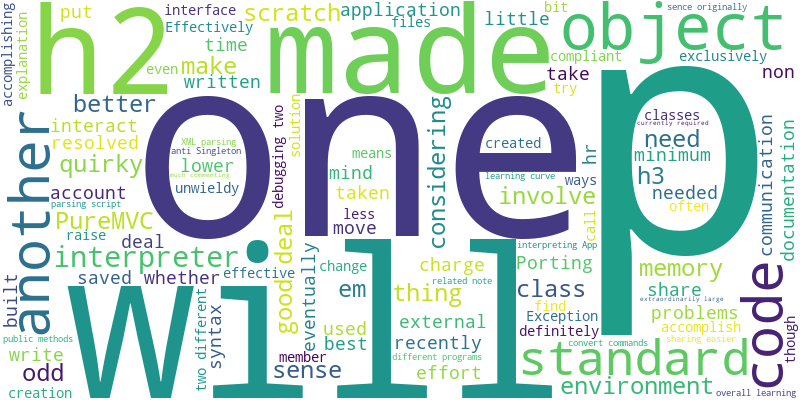 accomplishing
explanation
put
Effectively
even
interface
time
make
written
scratch
application
files
h2
made
little
bit
object
sence originally
exclusively
compliant
take
try
non
better
interact
resolved
quirky
account
PureMVC
raise
deal
another
interpreter
built
saved
whether
XML parsing
anti Singleton
much commenting
lower
unwieldy
parsing script
debugging two
solution
one
means
mind
taken
less
move
considering
created
learning curve
ways
involve
hr
call
p
classes
currently required
need
minimum
h3
needed
often
communication
documentation
effective
good deal
eventually
change
em
used
best
related note
charge
thing
external
recently
effort
different programs
interpreting App
Porting
class
find
Exception
definitely
convert commands
memory
share
problems
accomplish
extraordinarily large
sharing easier
standard
environment
code
though
overall learning
public methods
write
odd
creation
two different
syntax
will
member
sense